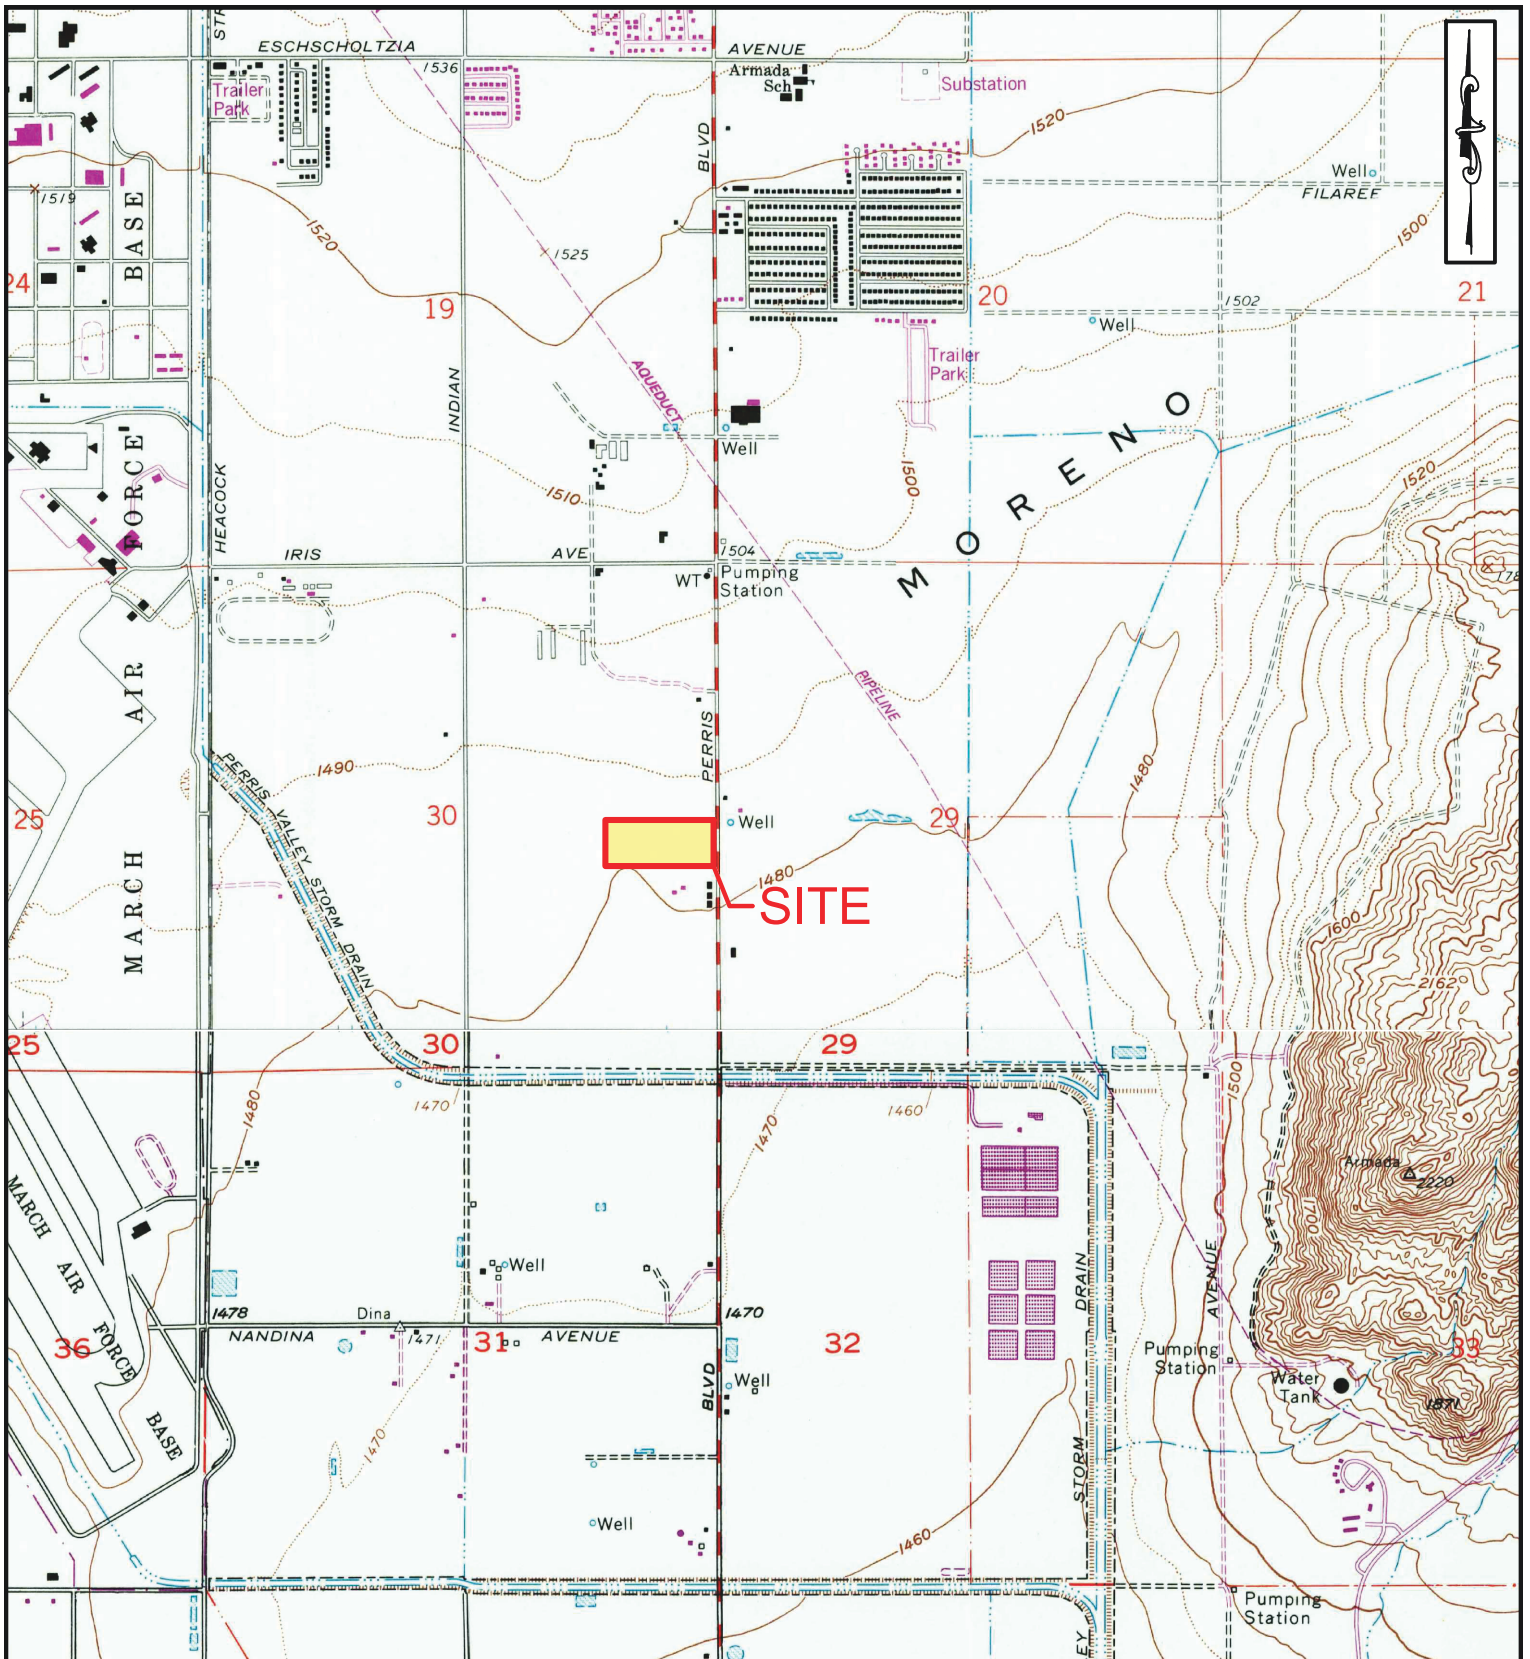 STR
ESCHSCHOLTZIA
AVENUE
1536
Armada
Sch
Substation
Trailer
Park
1520
BLVD
Well
FILAREE
1519
BASE
1520
1525
1500
24
19
20
21
1502
Well
Trailer
Park
AQUEDUCT
INDIAN
Well
MORENO
FORCE
HEACOCK
1510
1500
1520
IRIS
AVE
1504
WT
Pumping
Station
178
AIR
PIPELINE
PERRIS
1490
1480
PERRIS VALLEY STORM DRAIN
25
30
29
Well
MARCH
1480
SITE
1600
2162
25
30
29
1480
1470
1460
1470
1500
Armada
2220
1700
MARCH
AIR
FORCE
BASE
Well
DRAIN
AVENUE
1478
Dina
1471
1470
NANDINA
AVENUE
36
31
32
33
Pumping
Station
Water
Tank
1871
BLVD
Well
1470
STORM
Well
1460
Pumping
Station
EY